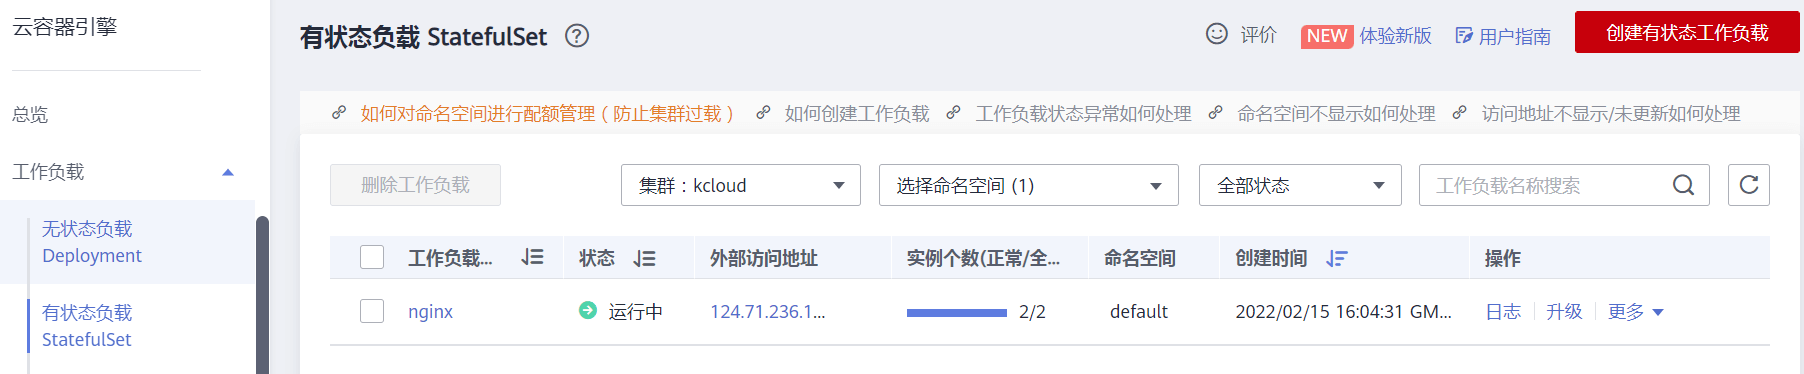 云容器引擎
总览
工作负载
无状态负载
Deployment
有状态负载
StatefulSet
有状态负载 StatefulSet ?
评价 NEW 体验新版 用户指南 创建有状态工作负载
如何对命名空间进行配额管理（防止集群过载） 如何创建工作负载 工作负载状态异常如何处理 命名空间不显示如何处理 访问地址不显示/未更新如何处理
删除工作负载 集群：kcloud 选择命名空间 (1) 全部状态 工作负载名称搜索
工作负载... 状态 外部访问地址 实例个数(正常/全... 命名空间 创建时间 操作
nginx 运行中 124.71.236.1... 2/2 default 2022/02/15 16:04:31 GM... 日志 升级 更多